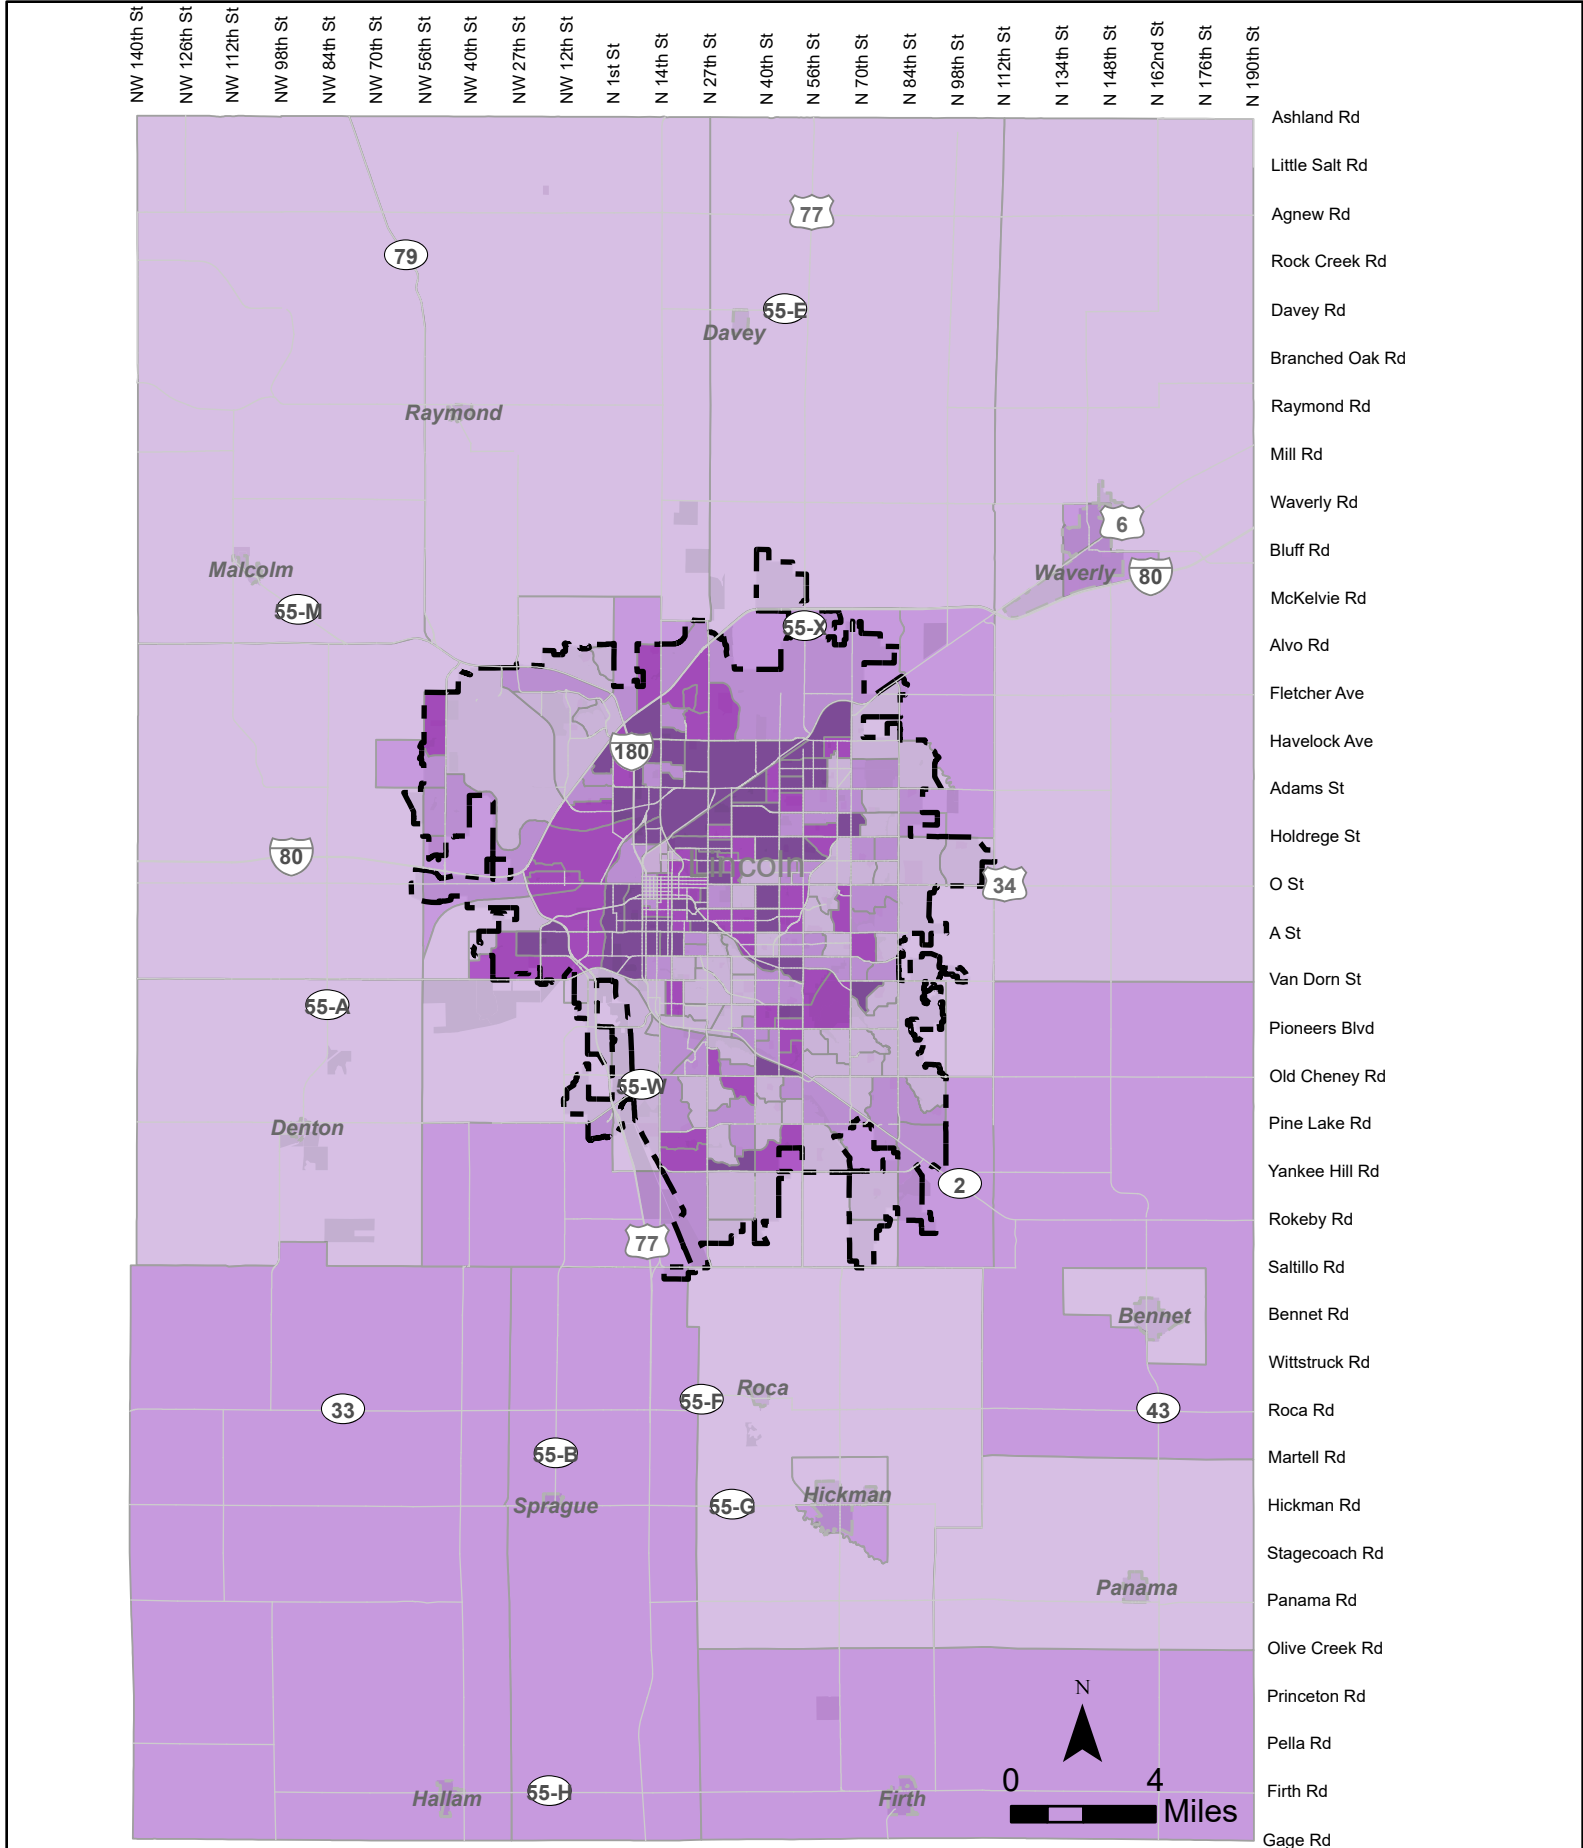 NW 140th St
NW 126th St
NW 112th St
NW 98th St
NW 84th St
NW 70th St
NW 56th St
NW 40th St
NW 27th St
NW 12th St
N 1st St
N 14th St
N 27th St
N 40th St
N 56th St
N 70th St
N 84th St
N 98th St
N 112th St
N 134th St
N 148th St
N 162nd St
N 176th St
N 190th St
Ashland Rd
Little Salt Rd
77
Agnew Rd
79
Rock Creek Rd
55-E
Davey Rd
Davey
Branched Oak Rd
Raymond
Raymond Rd
Mill Rd
Waverly Rd
6
Bluff Rd
Malcolm
Waverly
80
McKelvie Rd
55-M
55-X
Alvo Rd
Fletcher Ave
180
Havelock Ave
Adams St
Holdrege St
80
Lincoln
34
O St
A St
Van Dorn St
55-A
Pioneers Blvd
55-W
Old Cheney Rd
Denton
Pine Lake Rd
Yankee Hill Rd
2
Rokeby Rd
77
Saltillo Rd
Bennet
Bennet Rd
Wittstruck Rd
Roca
55-F
33
43
Roca Rd
55-B
Martell Rd
Hickman
Sprague
55-G
Hickman Rd
Stagecoach Rd
Panama
Panama Rd
Olive Creek Rd
N
Princeton Rd
Pella Rd
0 4
Hallam
55-H
Firth
Firth Rd
Miles
Gage Rd